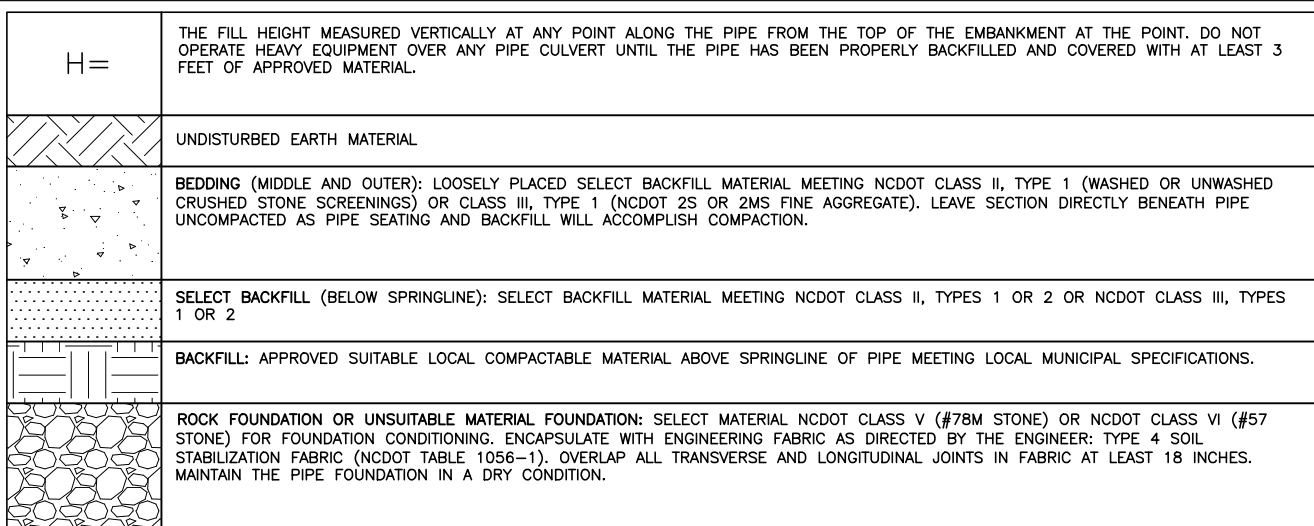 H=
THE FILL HEIGHT MEASURED VERTICALLY AT ANY POINT ALONG THE PIPE FROM THE TOP OF THE EMBANKMENT AT THE POINT. DO NOT
OPERATE HEAVY EQUIPMENT OVER ANY PIPE CULVERT UNTIL THE PIPE HAS BEEN PROPERLY BACKFILLED AND COVERED WITH AT LEAST 3
FEET OF APPROVED MATERIAL.
UNDISTURBED EARTH MATERIAL
BEDDING (MIDDLE AND OUTER): LOOSELY PLACED SELECT BACKFILL MATERIAL MEETING NCDOT CLASS II, TYPE 1 (WASHED OR UNWASHED
CRUSHED STONE SCREENINGS) OR CLASS III, TYPE 1 (NCDOT 2S OR 2MS FINE AGGREGATE). LEAVE SECTION DIRECTLY BENEATH PIPE
UNCOMPACTED AS PIPE SEATING AND BACKFILL WILL ACCOMPLISH COMPACTION.
SELECT BACKFILL (BELOW SPRINGLINE): SELECT BACKFILL MATERIAL MEETING NCDOT CLASS II, TYPES 1 OR 2 OR NCDOT CLASS III, TYPES
1 OR 2
BACKFILL: APPROVED SUITABLE LOCAL COMPACTABLE MATERIAL ABOVE SPRINGLINE OF PIPE MEETING LOCAL MUNICIPAL SPECIFICATIONS.
ROCK FOUNDATION OR UNSUITABLE MATERIAL FOUNDATION: SELECT MATERIAL NCDOT CLASS V (#78M STONE) OR NCDOT CLASS VI (#57
STONE) FOR FOUNDATION CONDITIONING. ENCAPSULATE WITH ENGINEERING FABRIC AS DIRECTED BY THE ENGINEER: TYPE 4 SOIL
STABILIZATION FABRIC (NCDOT TABLE 1056-1). OVERLAP ALL TRANSVERSE AND LONGITUDINAL JOINTS IN FABRIC AT LEAST 18 INCHES.
MAINTAIN THE PIPE FOUNDATION IN A DRY CONDITION.